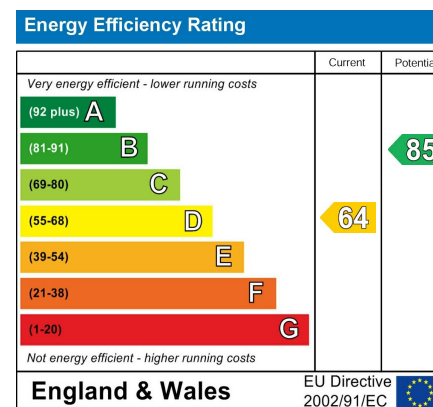 Energy Efficiency Rating
Current Potentia
Very energy efficient - lower running costs
(92 plus) A
(81-91) B 85
(69-80) C
(55-68) D 64
(39-54) E
(21-38) F
(1-20) G
Not energy efficient - higher running costs
England & Wales
EU Directive
2002/91/EC